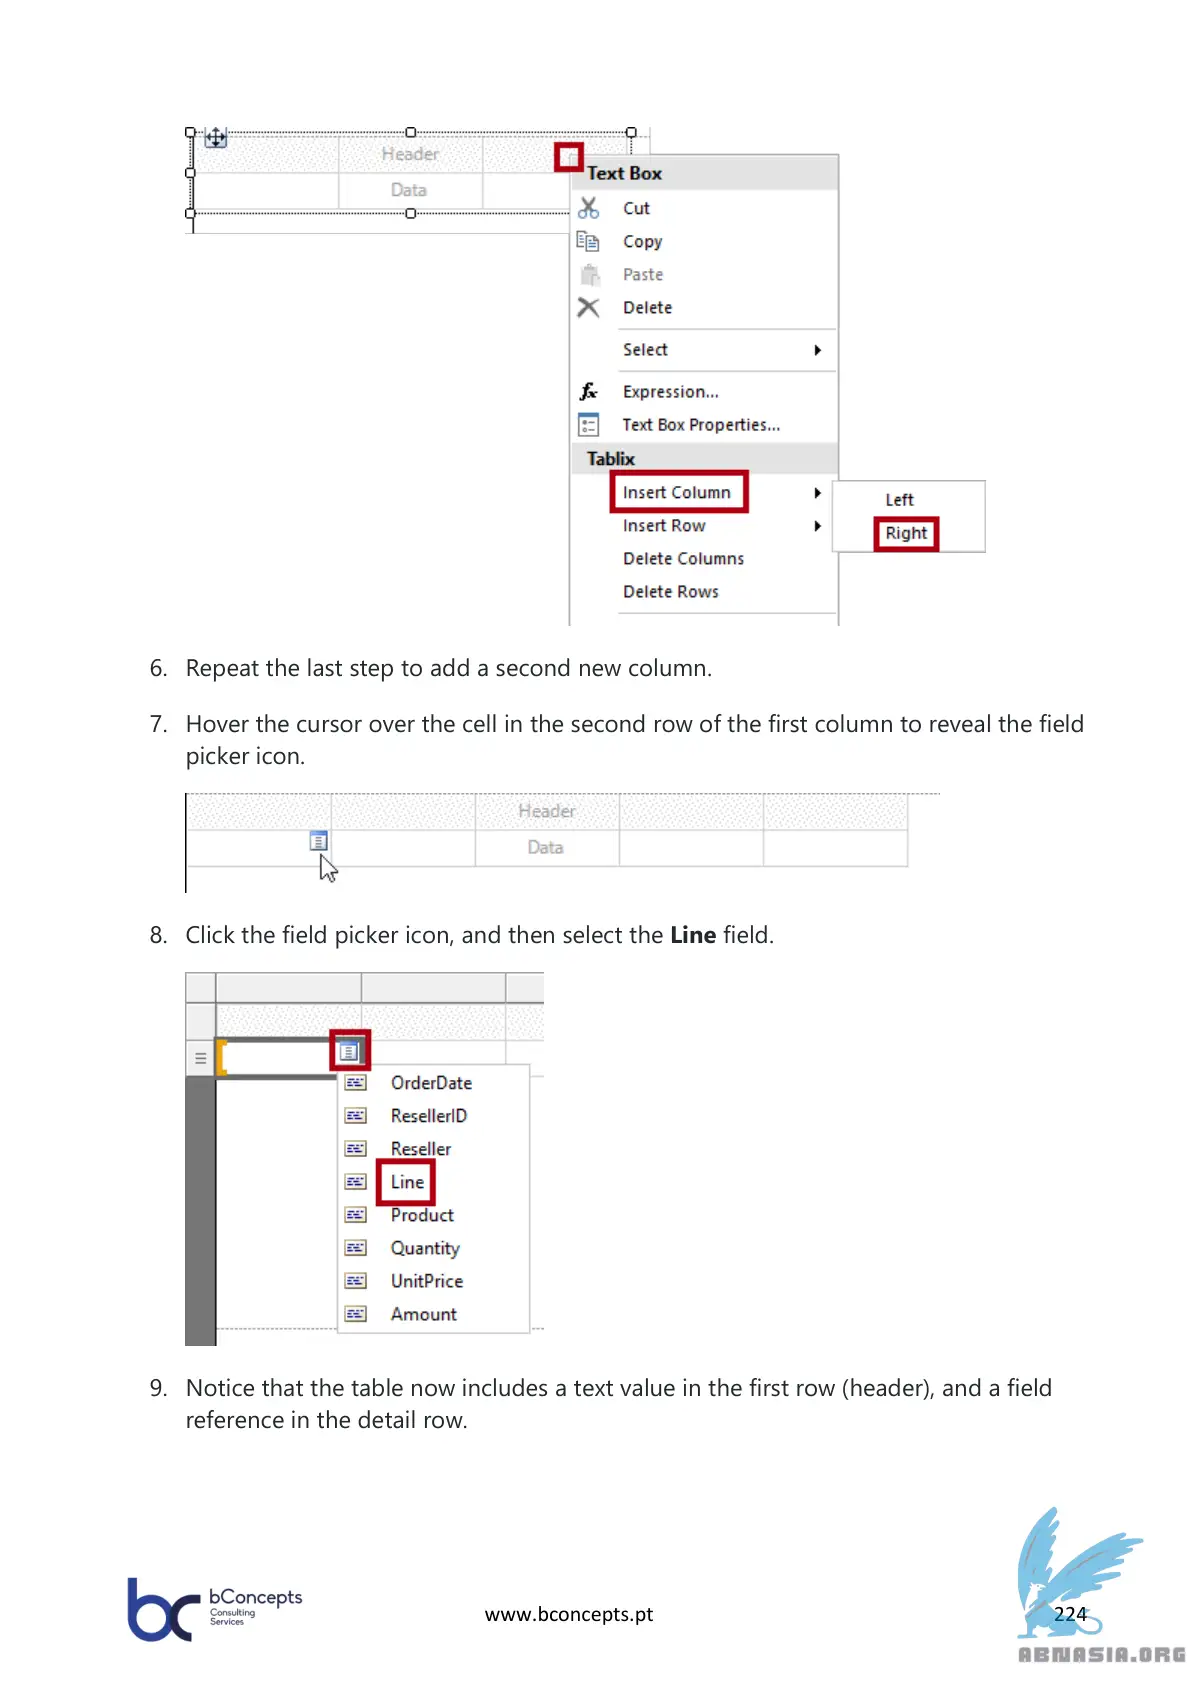 Header
Data
Text Box
Cut
Copy
Paste
Delete
Select
fx Expression...
Text Box Properties...
Tablix
Insert Column
Left
Insert Row
Right
Delete Columns
Delete Rows
6. Repeat the last step to add a second new column.
7. Hover the cursor over the cell in the second row of the first column to reveal the field
picker icon.
Header
Data
8. Click the field picker icon, and then select the Line field.
OrderDate
ResellerID
Reseller
Line
Product
Quantity
UnitPrice
Amount
9. Notice that the table now includes a text value in the first row (header), and a field
reference in the detail row.
bc bConcepts
Consulting
Services
www.bconcepts.pt
224
ABNASIA.ORG